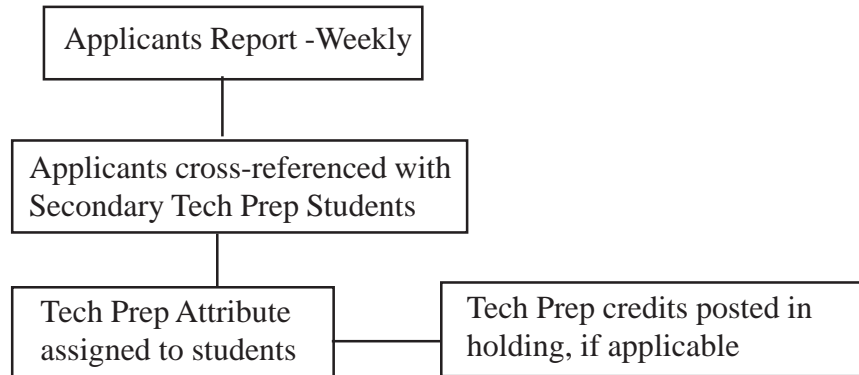 Applicants Report -Weekly
Applicants cross-referenced with
Secondary Tech Prep Students
Tech Prep Attribute
assigned to students
Tech Prep credits posted in
holding, if applicable